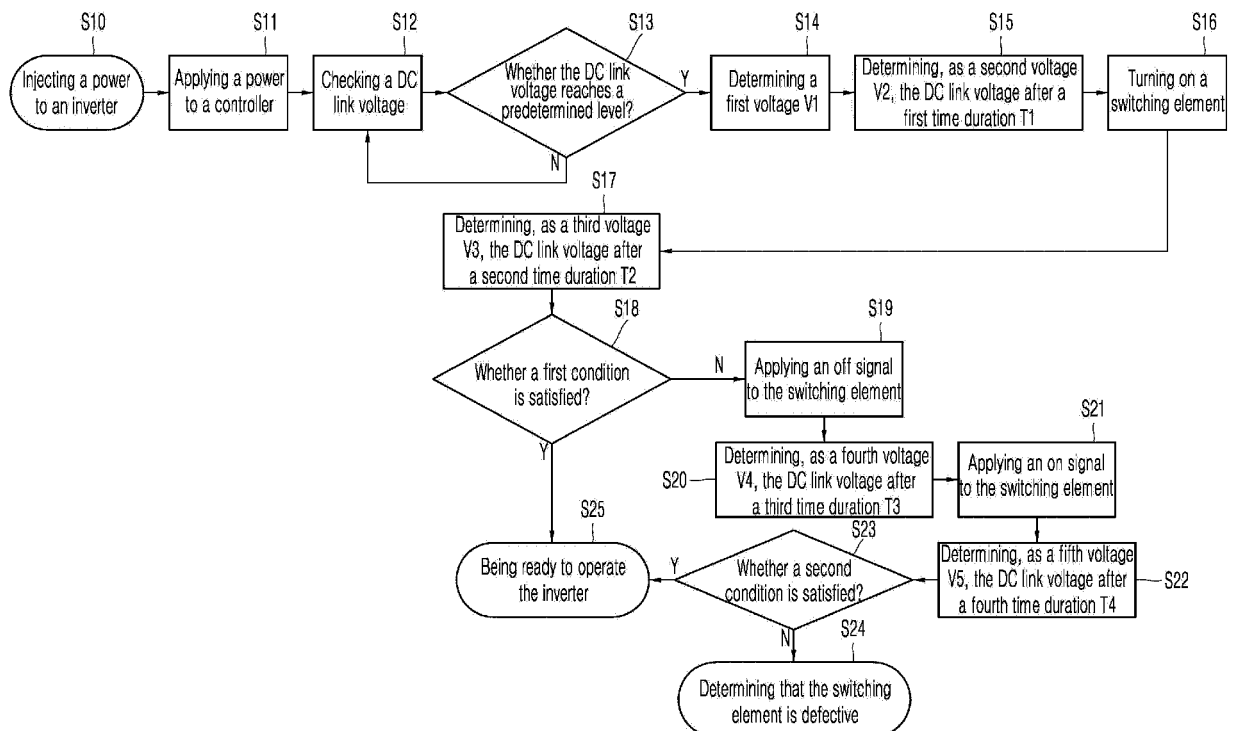 S10
Injecting a power
to an inverter
S11
Applying a power
to a controller
S12
Checking a DC
link voltage
S13
Whether the DC link
voltage reaches a
predetermined level?
Y
N
S14
Determining a
first voltage V1
S15
Determining, as a second voltage
V2, the DC link voltage after a
first time duration T1
S16
Turning on a
switching element
S17
Determining, as a third voltage
V3, the DC link voltage after
a second time duration T2
S18
Whether a first condition
is satisfied?
N
Y
S19
Applying an off signal
to the switching element
S20
Determining, as a fourth voltage
V4, the DC link voltage after
a third time duration T3
S21
Applying an on signal
to the switching element
S22
Determining, as a fifth voltage
V5, the DC link voltage after
a fourth time duration T4
S23
Whether a second
condition is satisfied?
Y
N
S25
Being ready to operate
the inverter
S24
Determining that the switching
element is defective